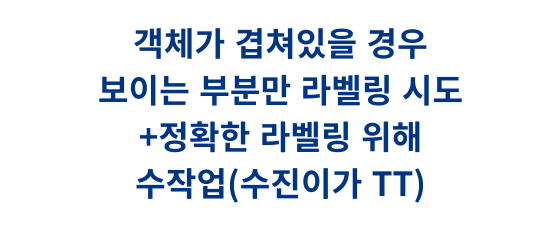 객체가 겹쳐있을 경우
보이는 부분만 라벨링 시도
+정확한 라벨링 위해
수작업(수진이가 TT)